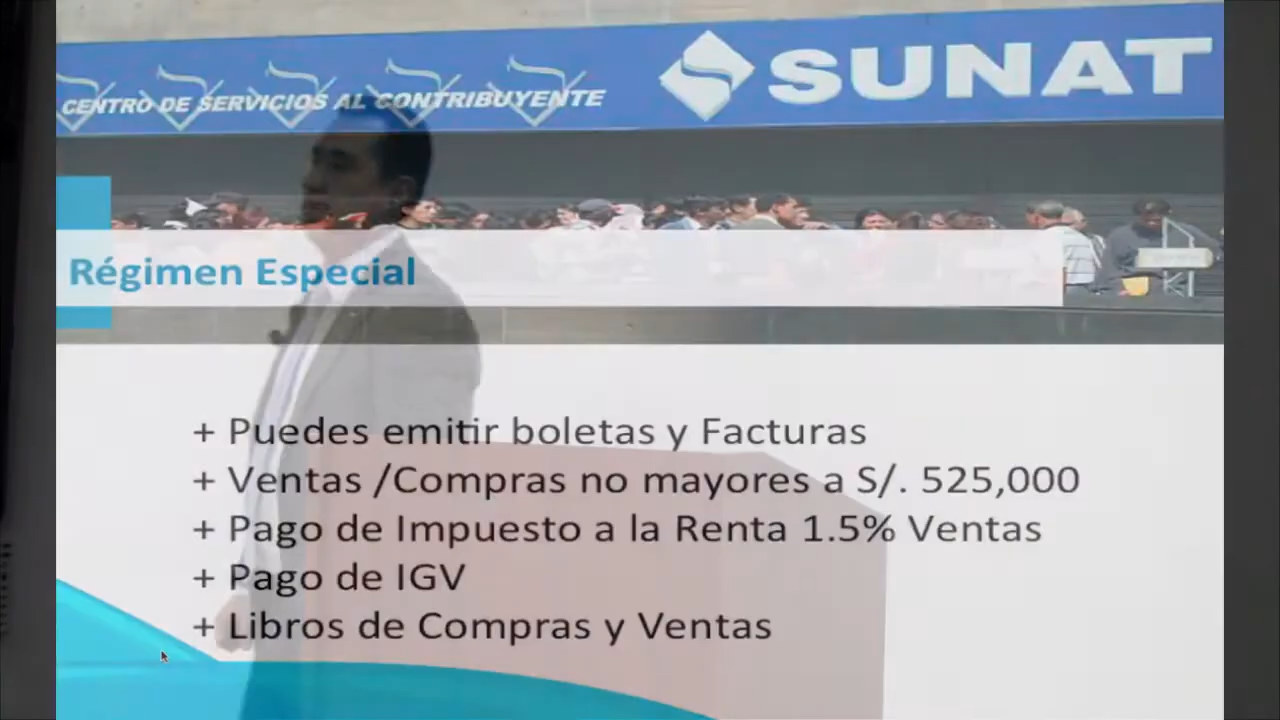 CENTRO DE SERVICIOS AL CONTRIBUYENTE
SUNAT
Régimen Especial
+ Puedes emitir boletas y Facturas
+ Ventas /Compras no mayores a S/. 525,000
+ Pago de Impuesto a la Renta 1.5% Ventas
+ Pago de IGV
+ Libros de Compras y Ventas